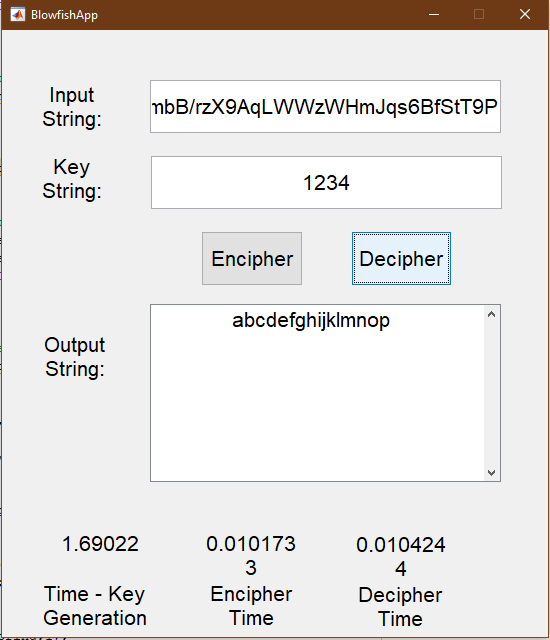 BlowfishApp
Input
String:
mbB/rzX9AqLWWzWHmJqs6BfStT9P
Key
String:
1234
Encipher
Decipher
Output
String:
abcdefghijklmnop
1.69022
0.010173
3
0.010424
4
Time - Key
Generation
Encipher
Time
Decipher
Time